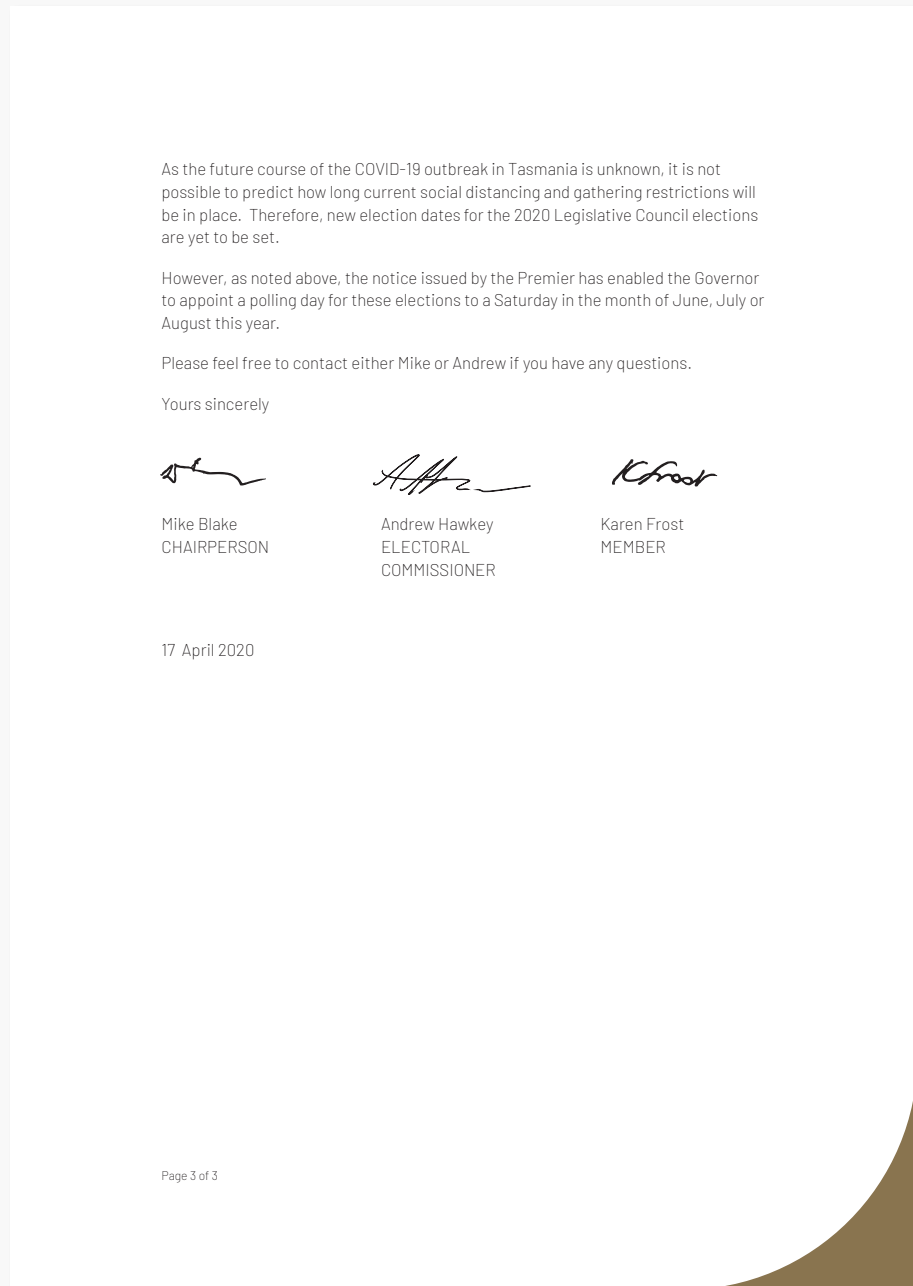 As the future course of the COVID-19 outbreak in Tasmania is unknown, it is not
possible to predict how long current social distancing and gathering restrictions will
be in place.  Therefore, new election dates for the 2020 Legislative Council elections
are yet to be set.
However, as noted above, the notice issued by the Premier has enabled the Governor
to appoint a polling day for these elections to a Saturday in the month of June, July or
August this year.
Please feel free to contact either Mike or Andrew if you have any questions.
Yours sincerely
KFrost
Mike Blake
CHAIRPERSON
Andrew Hawkey
ELECTORAL
COMMISSIONER
Karen Frost
MEMBER
17  April 2020
Page 3 of 3